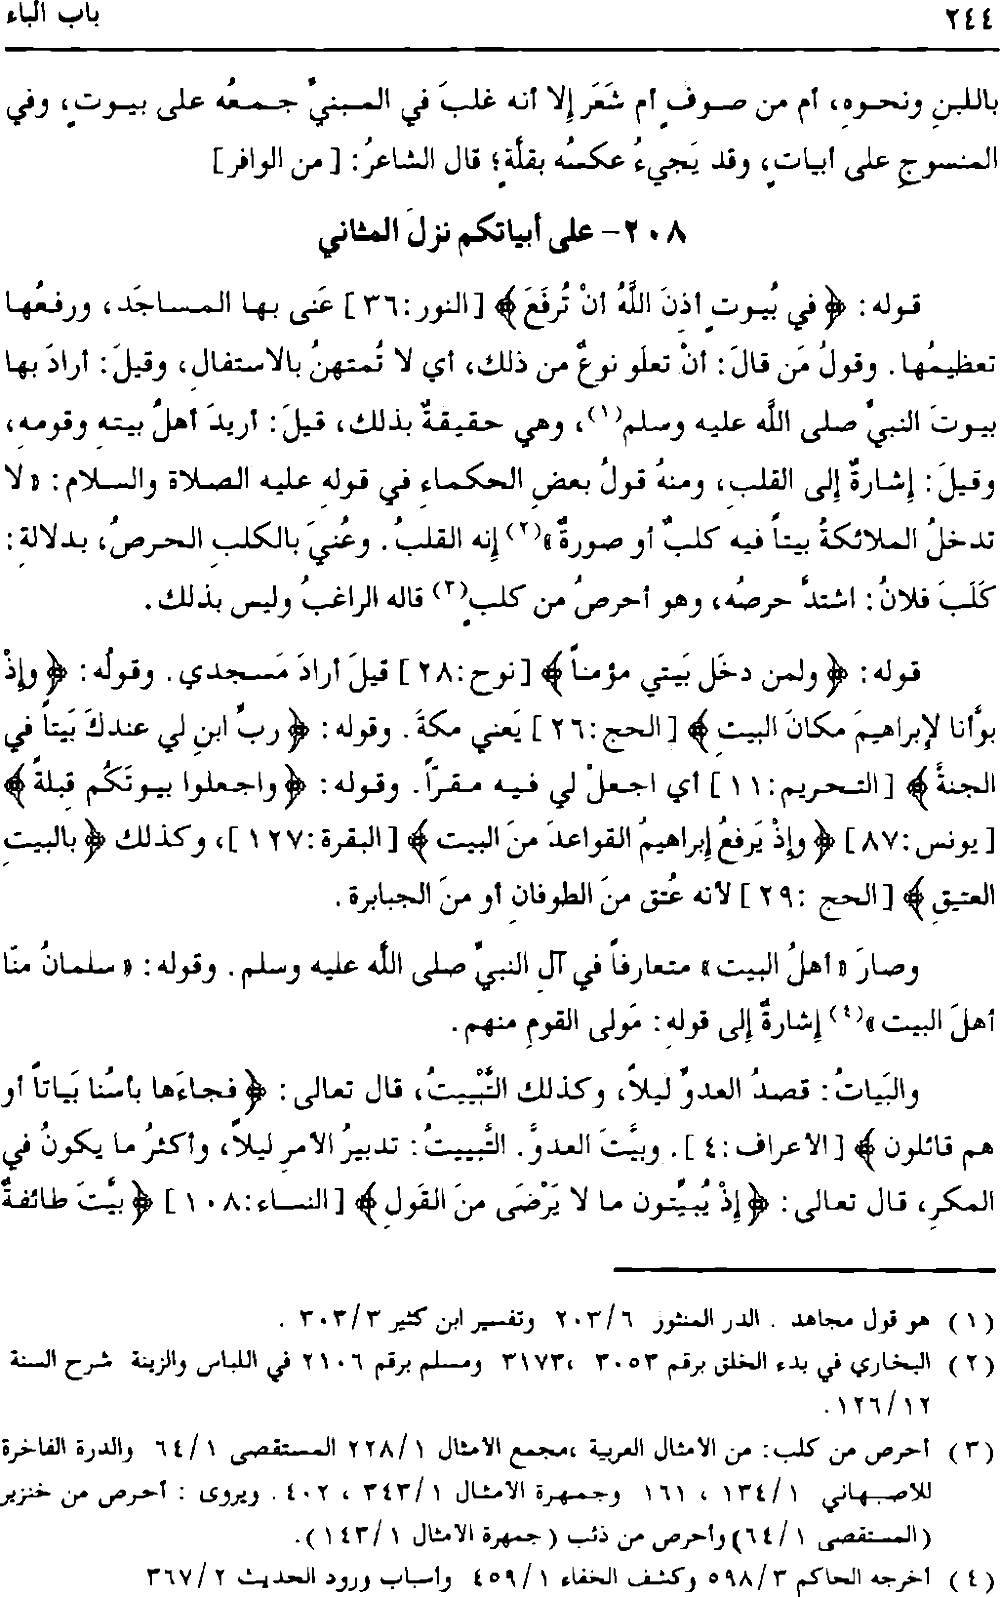 ٢٤٤
باب الباء
باللبنِ ونحوهِ، أم من صوفٍ أم شَعَرَ إلا أنه غلبَ في المبنيِّ جمعُه على بيوتٍ، وفي
المنسوجِ على أبياتٍ، وقد يَجيءُ عكسُه بقلَّةٍ؛ قال الشاعرُ: [من الوافر]
٢٠٨- على أبياتكم نزلَ المثاني
قوله: ﴿في بُيوتٍ أذنَ اللَّهُ أنْ تُرفَعَ﴾ [النور:٣٦] عَنى بها المساجَد، ورفعُها
تعظيمُها. وقولُ مَن قالَ: أنْ تعلَو نوعٌ من ذلك، أي لا تُمتهنُ بالاستفالِ، وقيلَ: أرادَ بها
بيوتَ النبيِّ صلى اللَّه عليه وسلم(١)، وهي حقيقةٌ بذلك، قيلَ: أريدَ أهلُ بيتهِ وقومهِ،
وقيلَ: إشارةٌ إلى القلبِ، ومنهُ قولُ بعضِ الحكماءِ في قولهِ عليه الصلاة والسلام: «لا
تدخلُ الملائكةُ بيتاً فيه كلبٌ أو صورةٌ»(٢) إنه القلبُ. وعُنيَ بالكلبِ الحرصُ، بدلالةِ:
كَلَبَ فلانُ: اشتدَّ حرصُه، وهو أحرصُ من كلبٍ(٣) قاله الراغبُ وليس بذلك.
قوله: ﴿ولمن دخَل بَيتي مؤمناً﴾ [نوح:٢٨] قيلَ أرادَ مَسجدي. وقولُه: ﴿وإذْ
بوَّأنا لإبراهيمَ مكانَ البيتِ﴾ [الحج:٢٦] يَعني مكةَ. وقوله: ﴿ربِّ ابنِ لي عندكَ بَيتاً في
الجنةً﴾ [التحريم:١١] أي اجعلْ لي فيه مقرّاً. وقوله: ﴿واجعلوا بيوتَكُم قبلةً﴾
[يونس:٨٧] ﴿وإذْ يَرفعُ إبراهيمُ القواعدَ منَ البيت﴾ [البقرة:١٢٧]، وكذلك ﴿بالبيتِ
العتيقِ﴾ [الحج :٢٩] لأنه عُتق منَ الطوفانِ أو منَ الجبابرة.
وصارَ «أهلُ البيت» متعارفاً في آلِ النبيِّ صلى اللَّه عليه وسلم. وقوله: «سلمانُ منّا
أهلَ البيت»(٤) إشارةٌ إلى قولهِ: مَولى القومِ منهم.
والبَياتُ: قصدُ العدوِّ ليلاً، وكذلك التَّبْييتُ، قال تعالى: ﴿فجاءَها بأسُنا بَياتاً أو
هم قائلون﴾ [الأعراف:٤]. وبيَّتَ العدوَّ. التَّبييتُ: تدبيرُ الأمرِ ليلاً، وأكثرُ ما يكونُ في
المكرِ، قال تعالى: ﴿إذْ يُبيِّتون ما لا يَرْضَى منَ القَولِ﴾ [النساء:١٠٨] ﴿بيَّتَ طائفةٌ
(١) هو قول مجاهد . الدر المنثور ٢٠٣/٦ وتفسير ابن كثير ٣٠٣/٣ .
(٢) البخاري في بدء الخلق برقم ٣٠٥٣ ،٣١٧٣ ومسلم برقم ٢١٠٦ في اللباس والزينة شرح السنة
١٢٦/١٢.
(٣) أحرص من كلب: من الأمثال العربية ،مجمع الأمثال ٢٢٨/١ المستقصى ٦٤/١ والدرة الفاخرة
للاصبهاني ١٣٤/١ ، ١٦١ وجمهرة الأمثال ٣٤٣/١ ، ٤٠٢ . ويروى : أحرص من خنزير
(المستقصى ٦٤/١) وأحرص من ذئب (جمهرة الأمثال ١٤٣/١).
(٤) أخرجه الحاكم ٥٩٨/٣ وكشف الخفاء ٤٥٩/١ وأسباب ورود الحديث ٣٦٧/٢